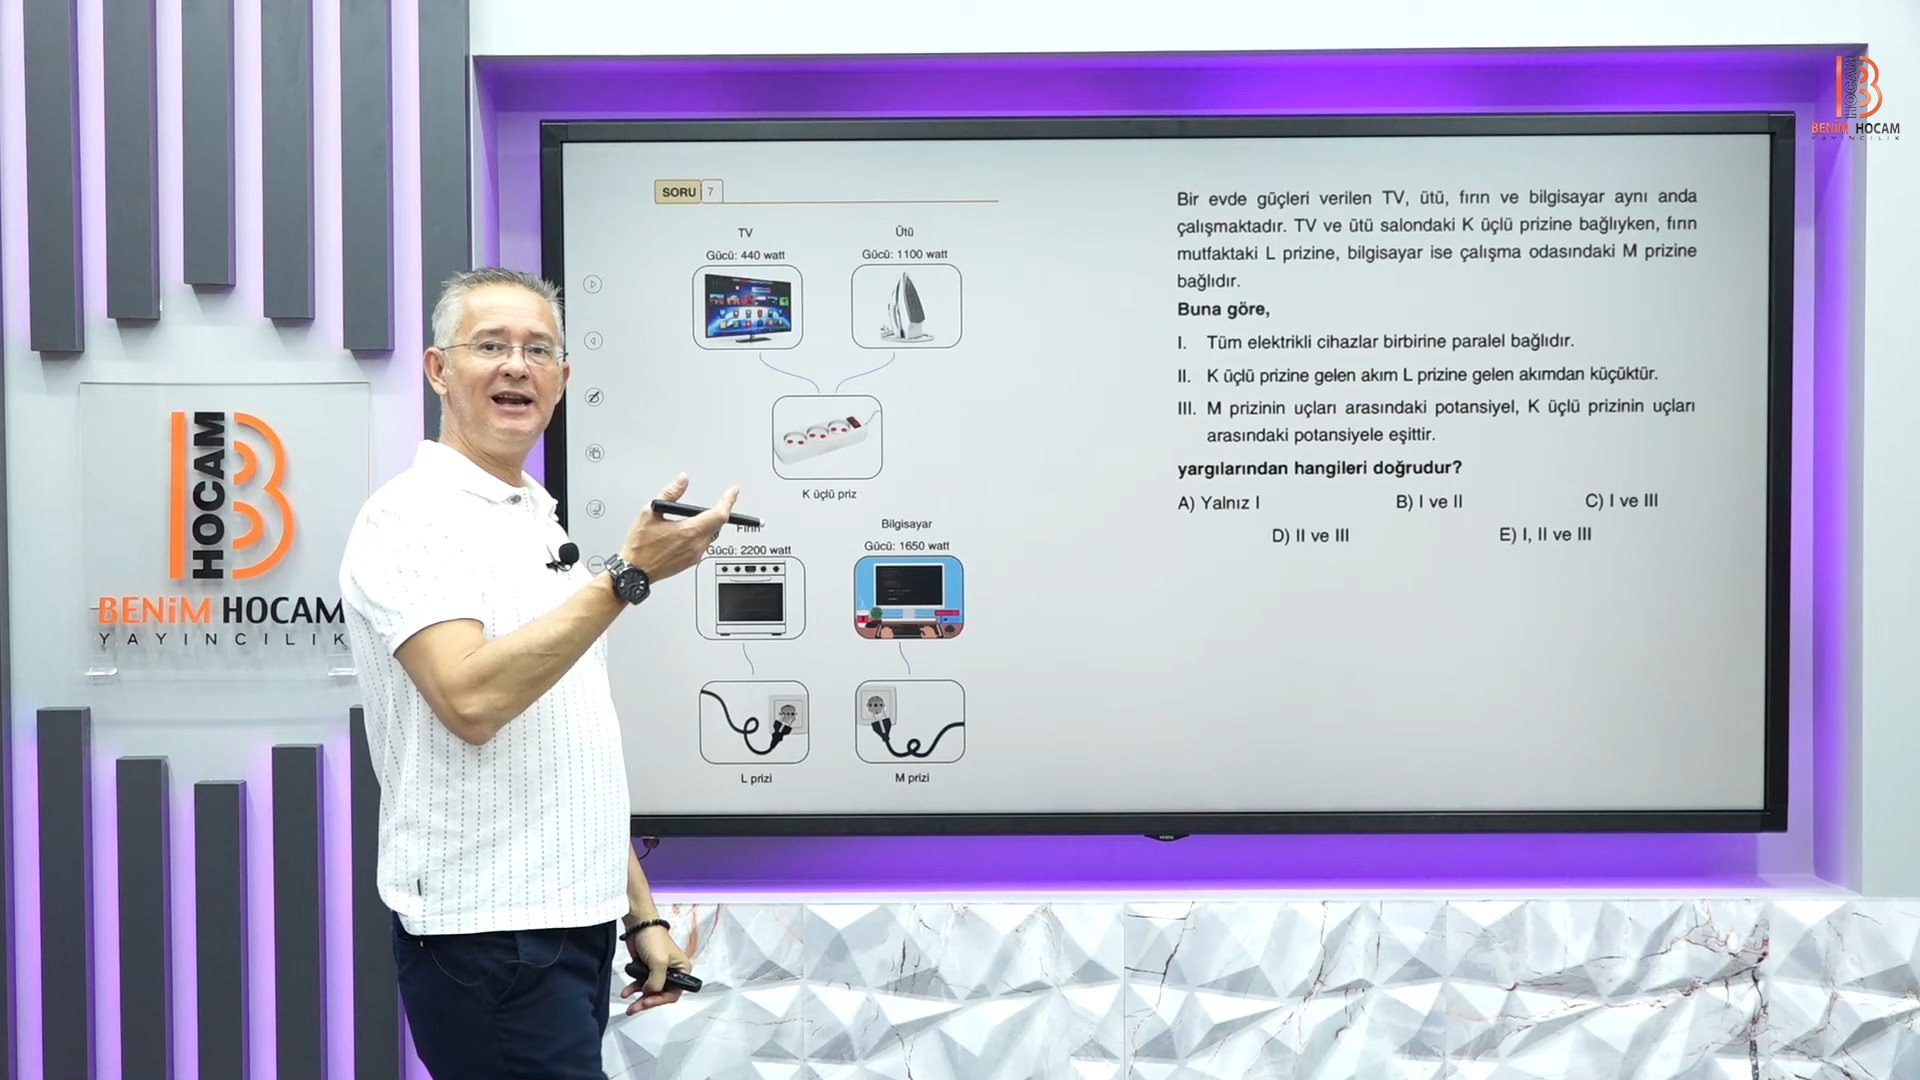 SORU 7
TV
Gücü: 440 watt
Ütü
Gücü: 1100 watt
K üçlü priz
Fırın
Gücü: 2200 watt
Bilgisayar
Gücü: 1650 watt
L prizi
M prizi
Bir evde güçleri verilen TV, ütü, fırın ve bilgisayar aynı anda
çalışmaktadır. TV ve ütü salondaki K üçlü prizine bağlıyken, fırın
mutfaktaki L prizine, bilgisayar ise çalışma odasındaki M prizine
bağlıdır.
Buna göre,
I. Tüm elektrikli cihazlar birbirine paralel bağlıdır.
II. K üçlü prizine gelen akım L prizine gelen akımdan küçüktür.
III. M prizinin uçları arasındaki potansiyel, K üçlü prizinin uçları
arasındaki potansiyele eşittir.
yargılarından hangileri doğrudur?
A) Yalnız I B) I ve II C) I ve III
D) II ve III E) I, II ve III
B HOCAM
BENİM HOCAM
YAYINCILIK
B HOCAM
BENİM HOCAM
YAYINCILIK